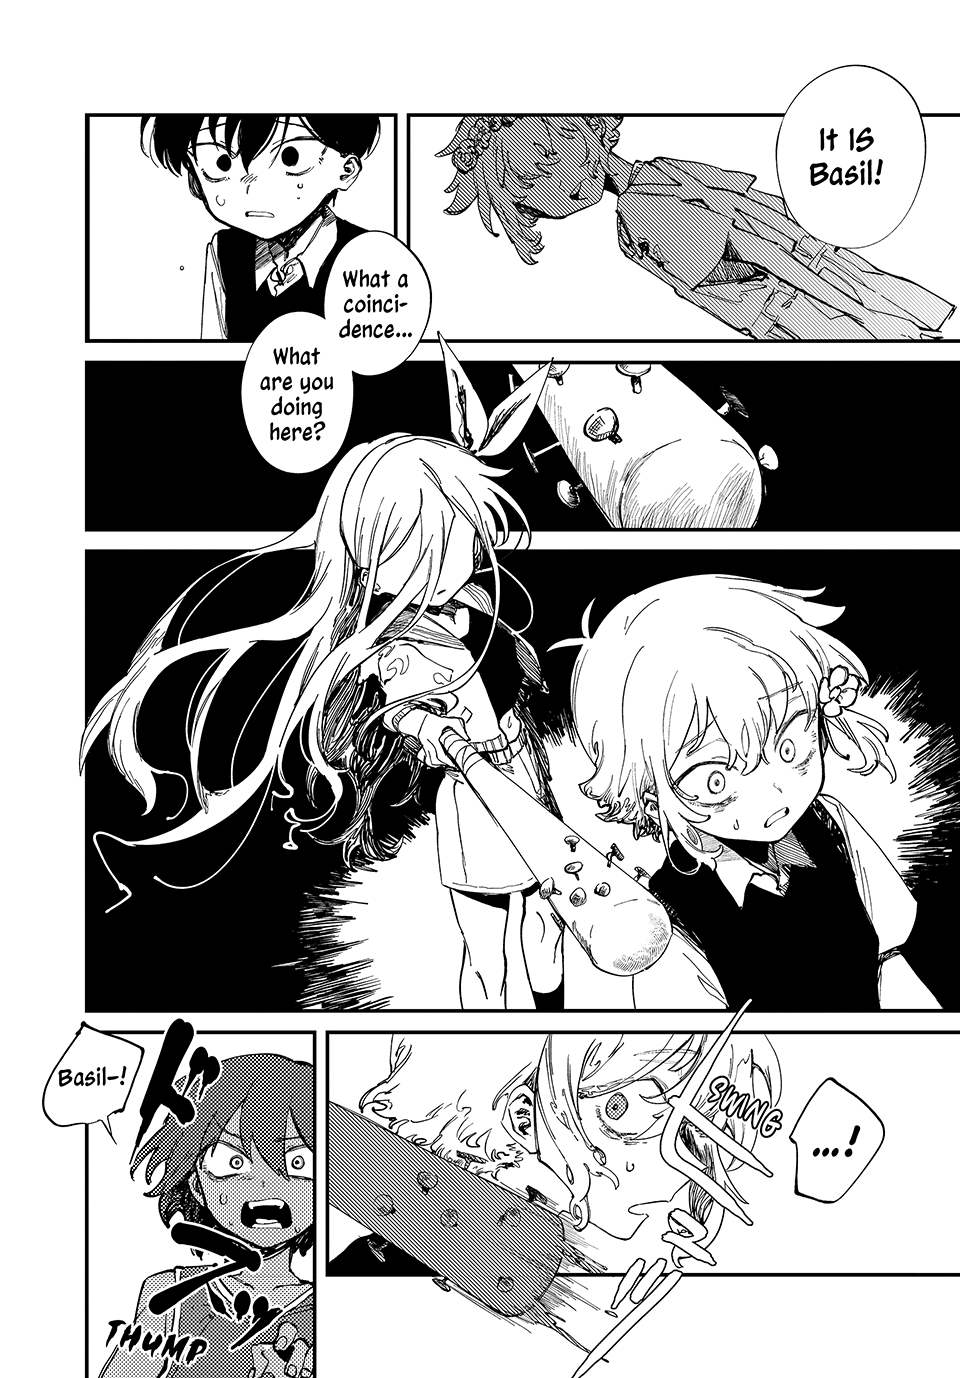 It IS
Basil!
What a
coinci-
dence...
What
are you
doing
here?
...!
SWING
Basil-!
THUMP